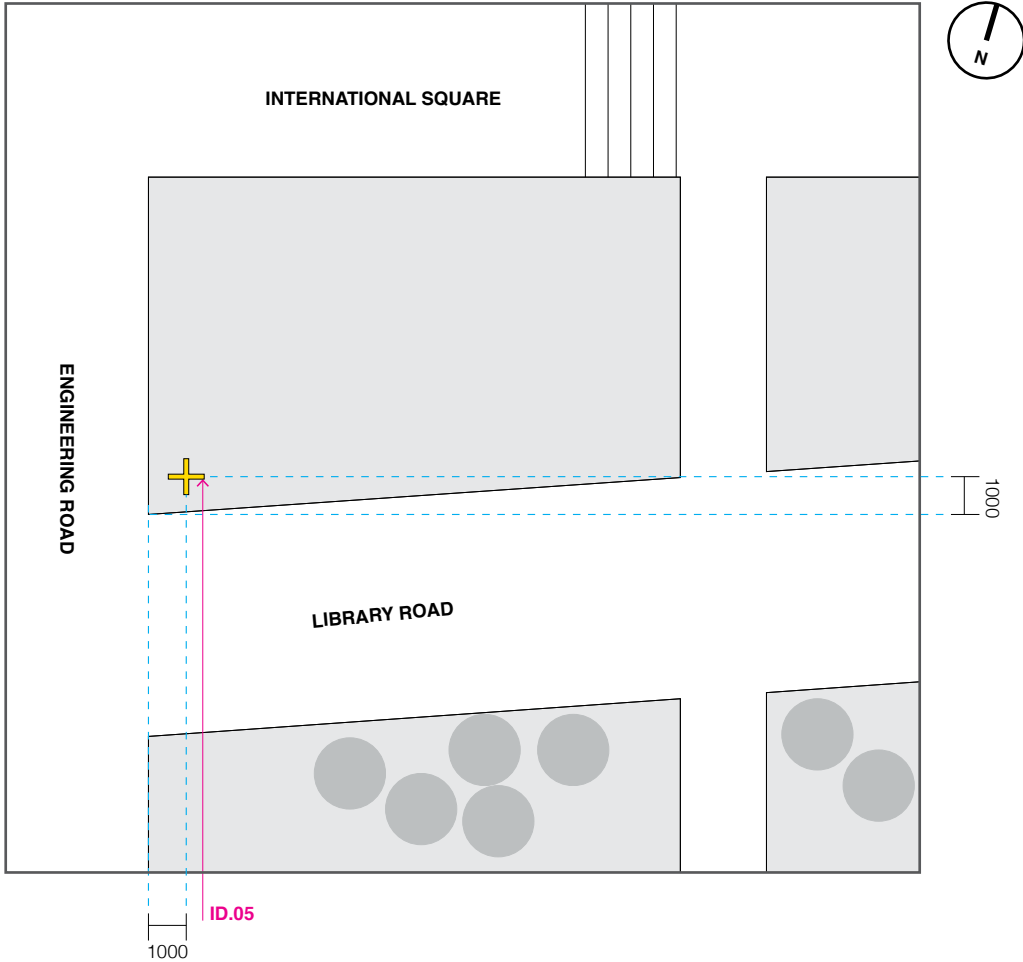 N
INTERNATIONAL SQUARE
ENGINEERING ROAD
1000
LIBRARY ROAD
ID.05
1000